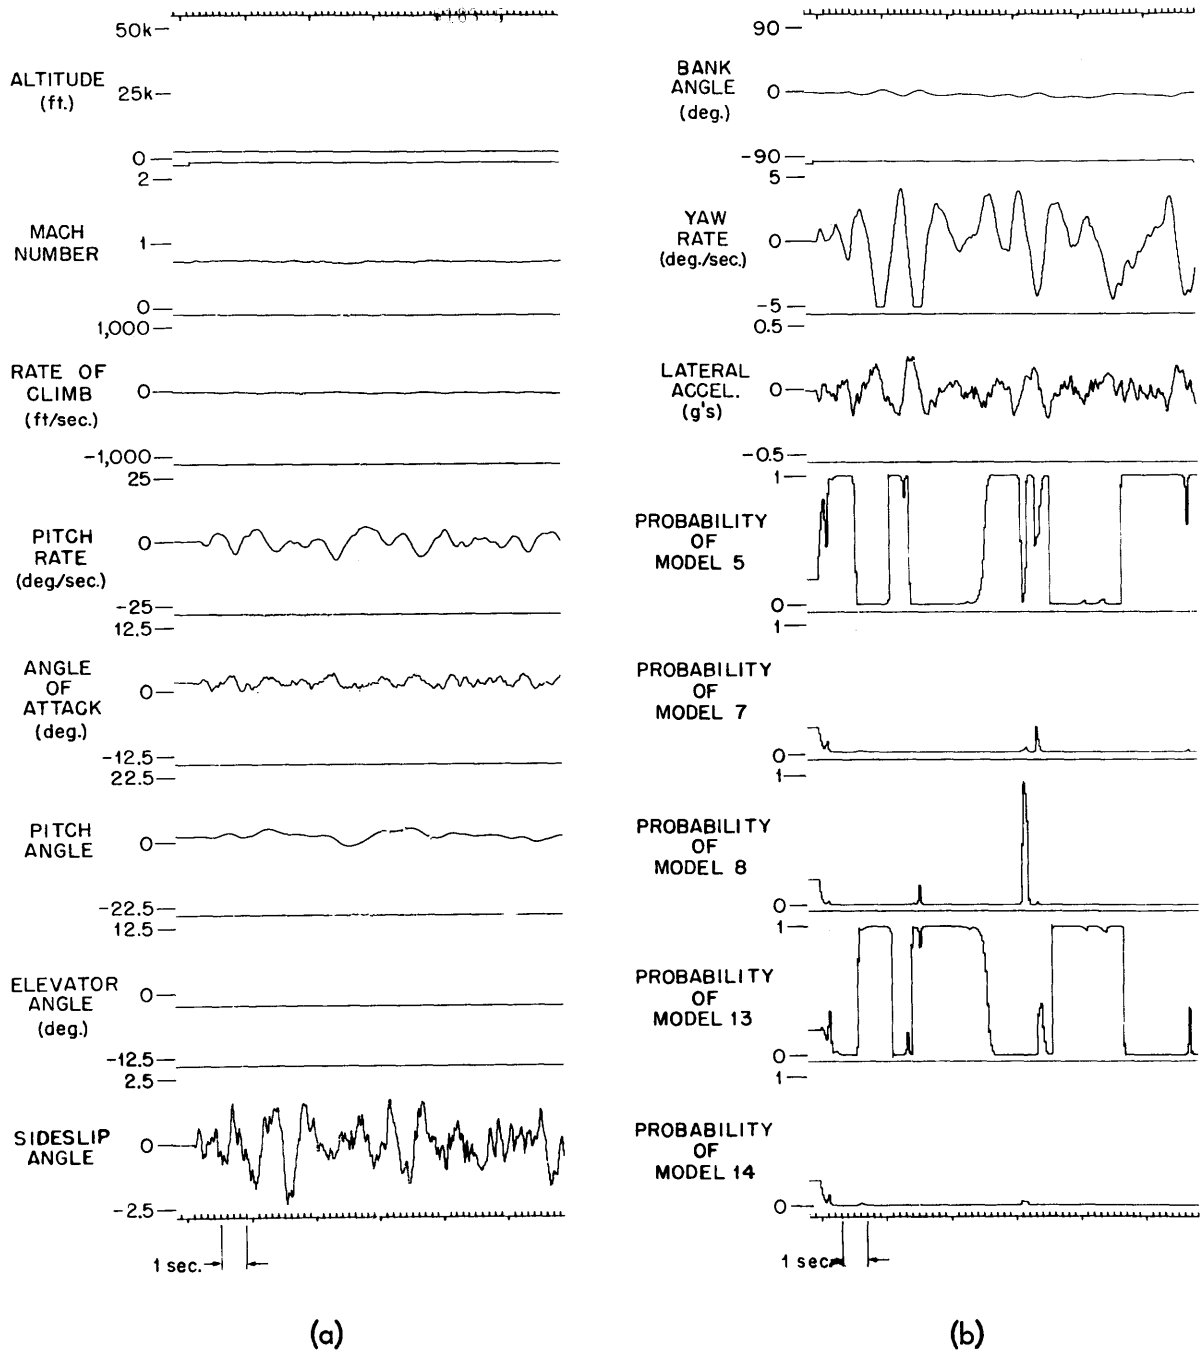 50k
ALTITUDE
(ft.)
25k
0
2
MACH
NUMBER
1
0
1,000
RATE OF
CLIMB
(ft/sec.)
0
-1,000
25
PITCH
RATE
(deg/sec.)
0
-25
12.5
ANGLE
OF
ATTACK
(deg.)
0
-12.5
22.5
PITCH
ANGLE
0
-22.5
12.5
ELEVATOR
ANGLE
(deg.)
0
-12.5
2.5
SIDESLIP
ANGLE
0
-2.5
1 sec.
(a)
90
BANK
ANGLE
(deg.)
0
-90
5
YAW
RATE
(deg./sec.)
0
-5
0.5
LATERAL
ACCEL.
(g's)
0
-0.5
1
PROBABILITY
OF
MODEL 5
0
1
PROBABILITY
OF
MODEL 7
0
1
PROBABILITY
OF
MODEL 8
0
1
PROBABILITY
OF
MODEL 13
0
1
PROBABILITY
OF
MODEL 14
0
1 sec.
(b)